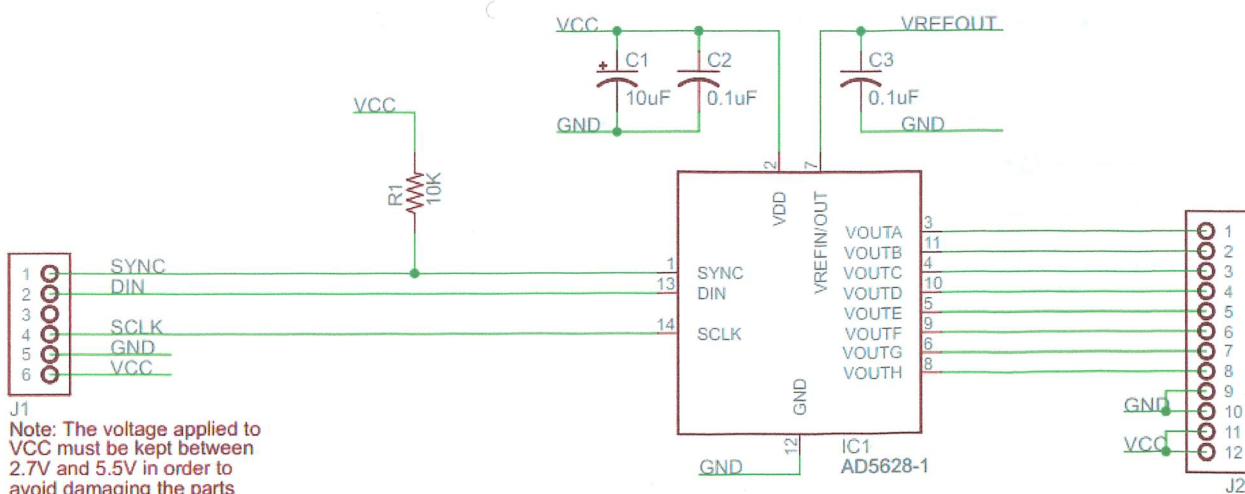 VCC
VREFOUT
C1
C2
C3
10uF
0.1uF
0.1uF
VCC
GND
GND
R1
10K
2
7
VDD
VREFIN/OUT
VOUTA
3
1
VOUTB
11
2
VOUTC
4
3
VOUTD
10
4
VOUTE
5
5
VOUTF
9
6
VOUTG
6
7
VOUTH
8
8
1
SYNC
1
SYNC
2
DIN
13
DIN
3
4
SCLK
14
SCLK
5
GND
6
VCC
J1
GND
9
GND
10
11
VCC
12
J2
12
GND
IC1
AD5628-1
Note: The voltage applied to
VCC must be kept between
2.7V and 5.5V in order to
avoid damaging the parts